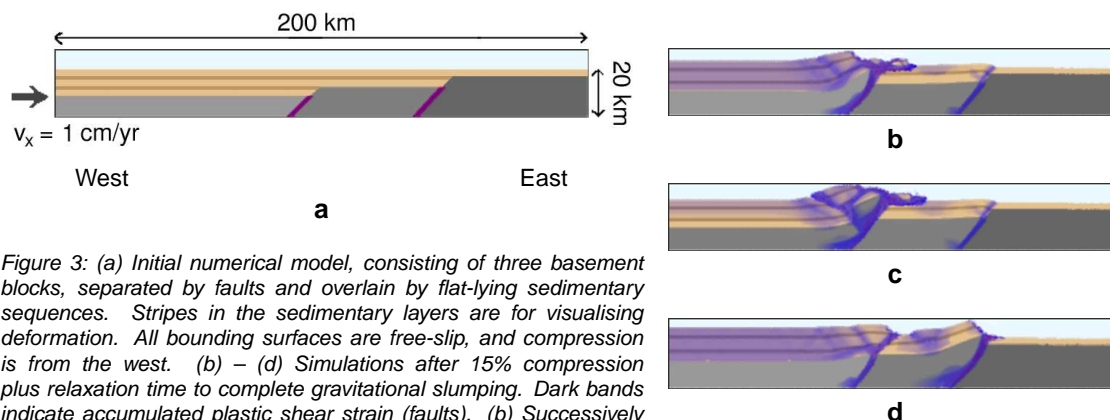 200 km
20 km
v_x = 1 cm/yr
West East
a
Figure 3: (a) Initial numerical model, consisting of three basement
blocks, separated by faults and overlain by flat-lying sedimentary
sequences. Stripes in the sedimentary layers are for visualising
deformation. All bounding surfaces are free-slip, and compression
is from the west. (b) – (d) Simulations after 15% compression
plus relaxation time to complete gravitational slumping. Dark bands
indicate accumulated plastic shear strain (faults). (b) Successively
b
c
d